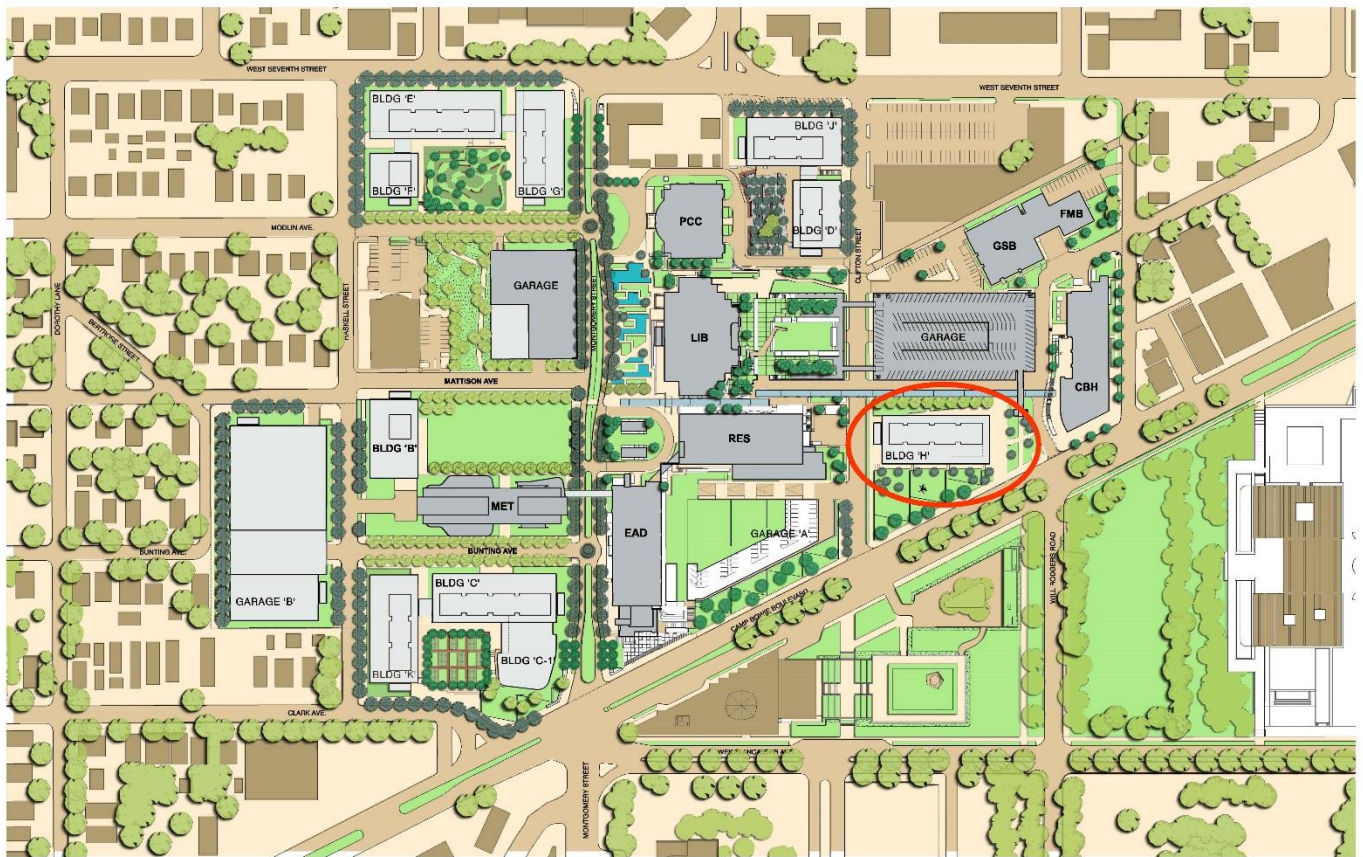 WEST SEVENTH STREET
WEST SEVENTH STREET
BLDG 'E'
BLDG 'J'
BLDG 'F'
BLDG 'G'
PCC
BLDG 'D'
FMB
GSB
MODLIN AVE.
CLIFTON STREET
GARAGE
MONTGOMERY STREET
HASKELL STREET
DOROTHY LANE
BERTROSE STREET
LIB
GARAGE
MATTISON AVE
CBH
BLDG 'B'
RES
BLDG 'H'
MET
EAD
GARAGE 'A'
BUNTING AVE.
BUNTING AVE
WILL RODGERS ROAD
BLDG 'C'
GARAGE 'B'
CAMP BOWIE BOULEVARD
BLDG 'C-1'
BLDG 'K'
CLARK AVE.
MONTGOMERY STREET